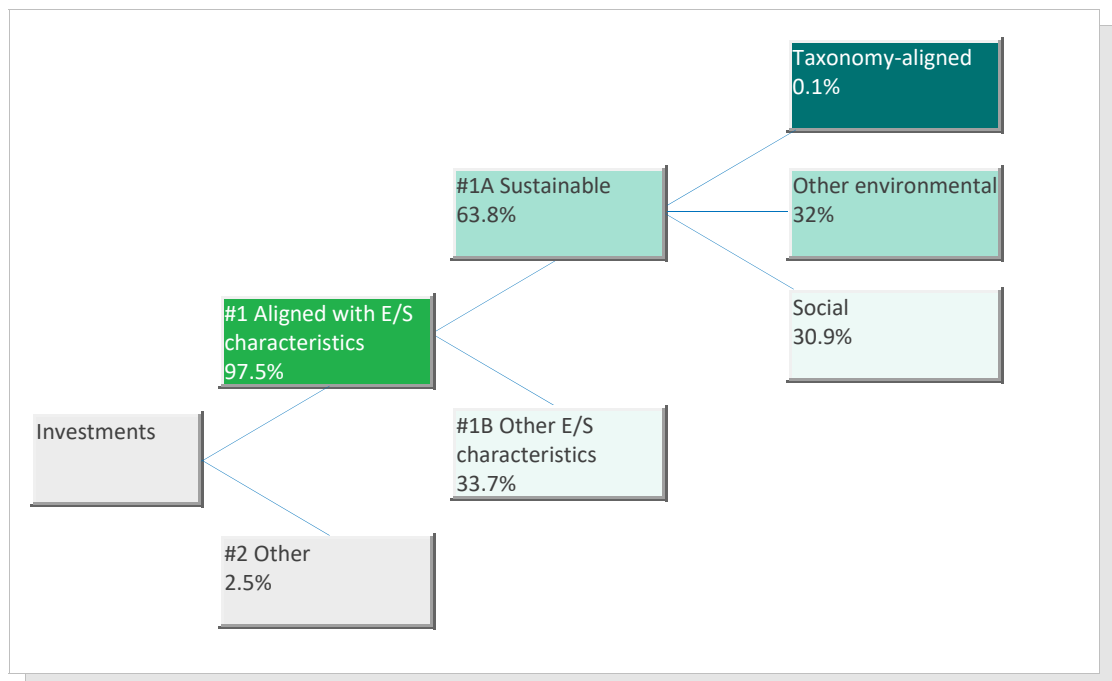 Taxonomy-aligned
0.1%
#1A Sustainable
63.8%
Other environmental
32%
#1 Aligned with E/S
characteristics
97.5%
Social
30.9%
Investments
#1B Other E/S
characteristics
33.7%
#2 Other
2.5%